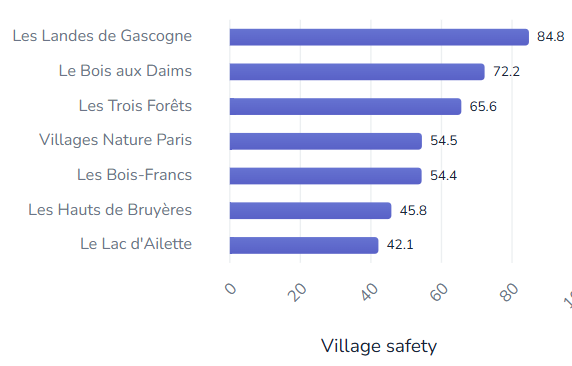 Les Landes de Gascogne 84.8
Le Bois aux Daims 72.2
Les Trois Forêts 65.6
Villages Nature Paris 54.5
Les Bois-Francs 54.4
Les Hauts de Bruyères 45.8
Le Lac d'Ailette 42.1
0 20 40 60 80
Village safety